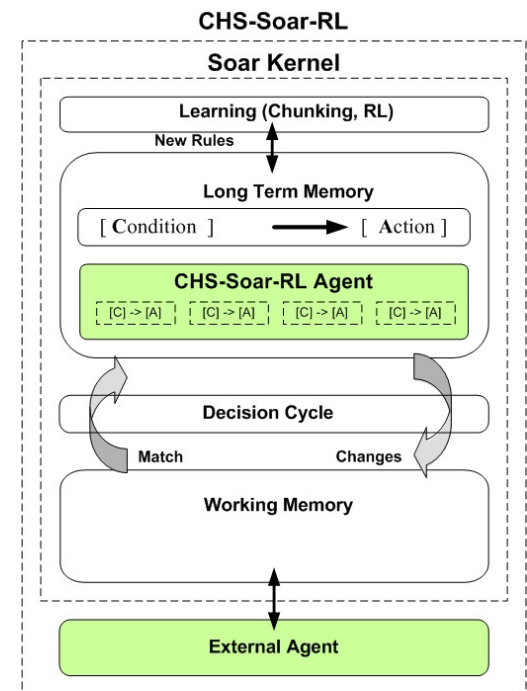 CHS-Soar-RL
Soar Kernel
Learning (Chunking, RL)
New Rules
Long Term Memory
[ Condition ] [ Action ]
CHS-Soar-RL Agent
[C] -> [A] [C] -> [A] [C] -> [A] [C] -> [A]
Decision Cycle
Match Changes
Working Memory
External Agent